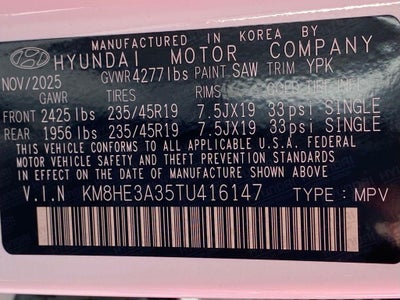 MANUFACTURED IN KOREA BY
HYUNDAI MOTOR COMPANY
NOV/2025 GVWR 4277lbs PAINT SAW TRIM YPK
GAWR TIRES RIMS
FRONT 2425 lbs 235/45R19 7.5JX19 33psi SINGLE
REAR 1956 lbs 235/45R19 7.5JX19 33psi SINGLE
THIS VEHICLE CONFORMS TO ALL APPLICABLE U.S.A. FEDERAL
MOTOR VEHICLE SAFETY AND THEFT PREVENTION STANDARDS
IN EFFECT ON THE DATE OF MANUFACTURE SHOWN ABOVE.
V.I.N KM8HE3A35TU416147 TYPE : MPV